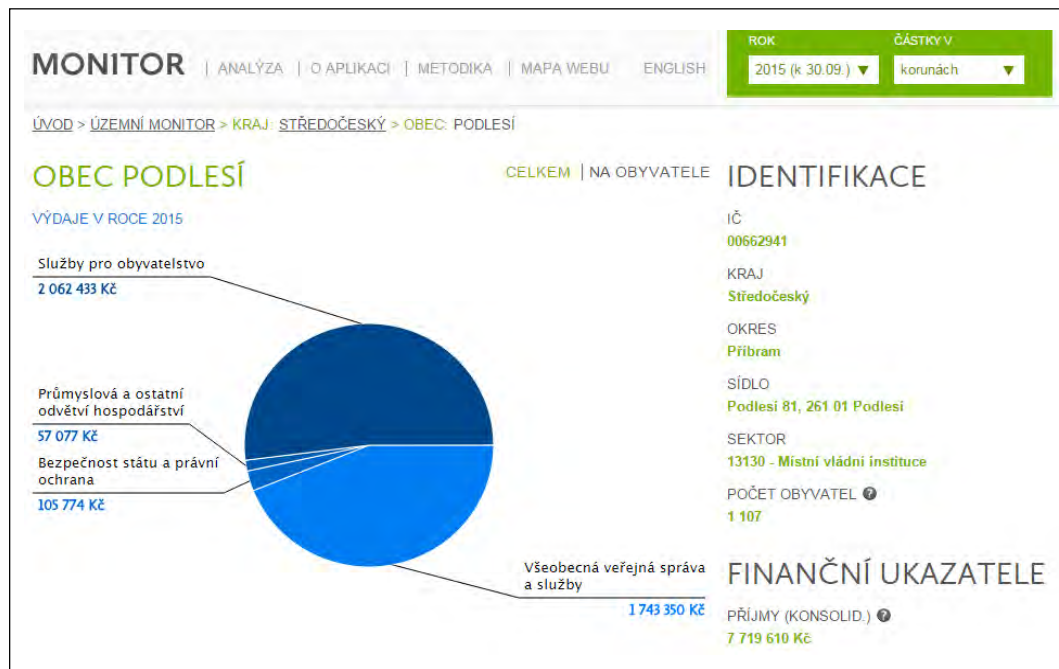 MONITOR | ANALÝZA | O APLIKACI | METODIKA | MAPA WEBU ENGLISH
ROK ČÁSTKY V
2015 (k 30.09.) ▼ korunách ▼
ÚVOD > ÚZEMNÍ MONITOR > KRAJ: STŘEDOČESKÝ > OBEC: PODLESÍ
OBEC PODLESÍ
CELKEM | NA OBYVATELE
VÝDAJE V ROCE 2015
Služby pro obyvatelstvo
2 062 433 Kč
Průmyslová a ostatní
odvětví hospodářství
57 077 Kč
Bezpečnost státu a právní
ochrana
105 774 Kč
Všeobecná veřejná správa
a služby
1 743 350 Kč
IDENTIFIKACE
IČ
00662941
KRAJ
Středočeský
OKRES
Příbram
SÍDLO
Podlesí 81, 261 01 Podlesí
SEKTOR
13130 - Místní vládní instituce
POČET OBYVATEL ?
1 107
FINANČNÍ UKAZATELE
PŘÍJMY (KONSOLID.) ?
7 719 610 Kč